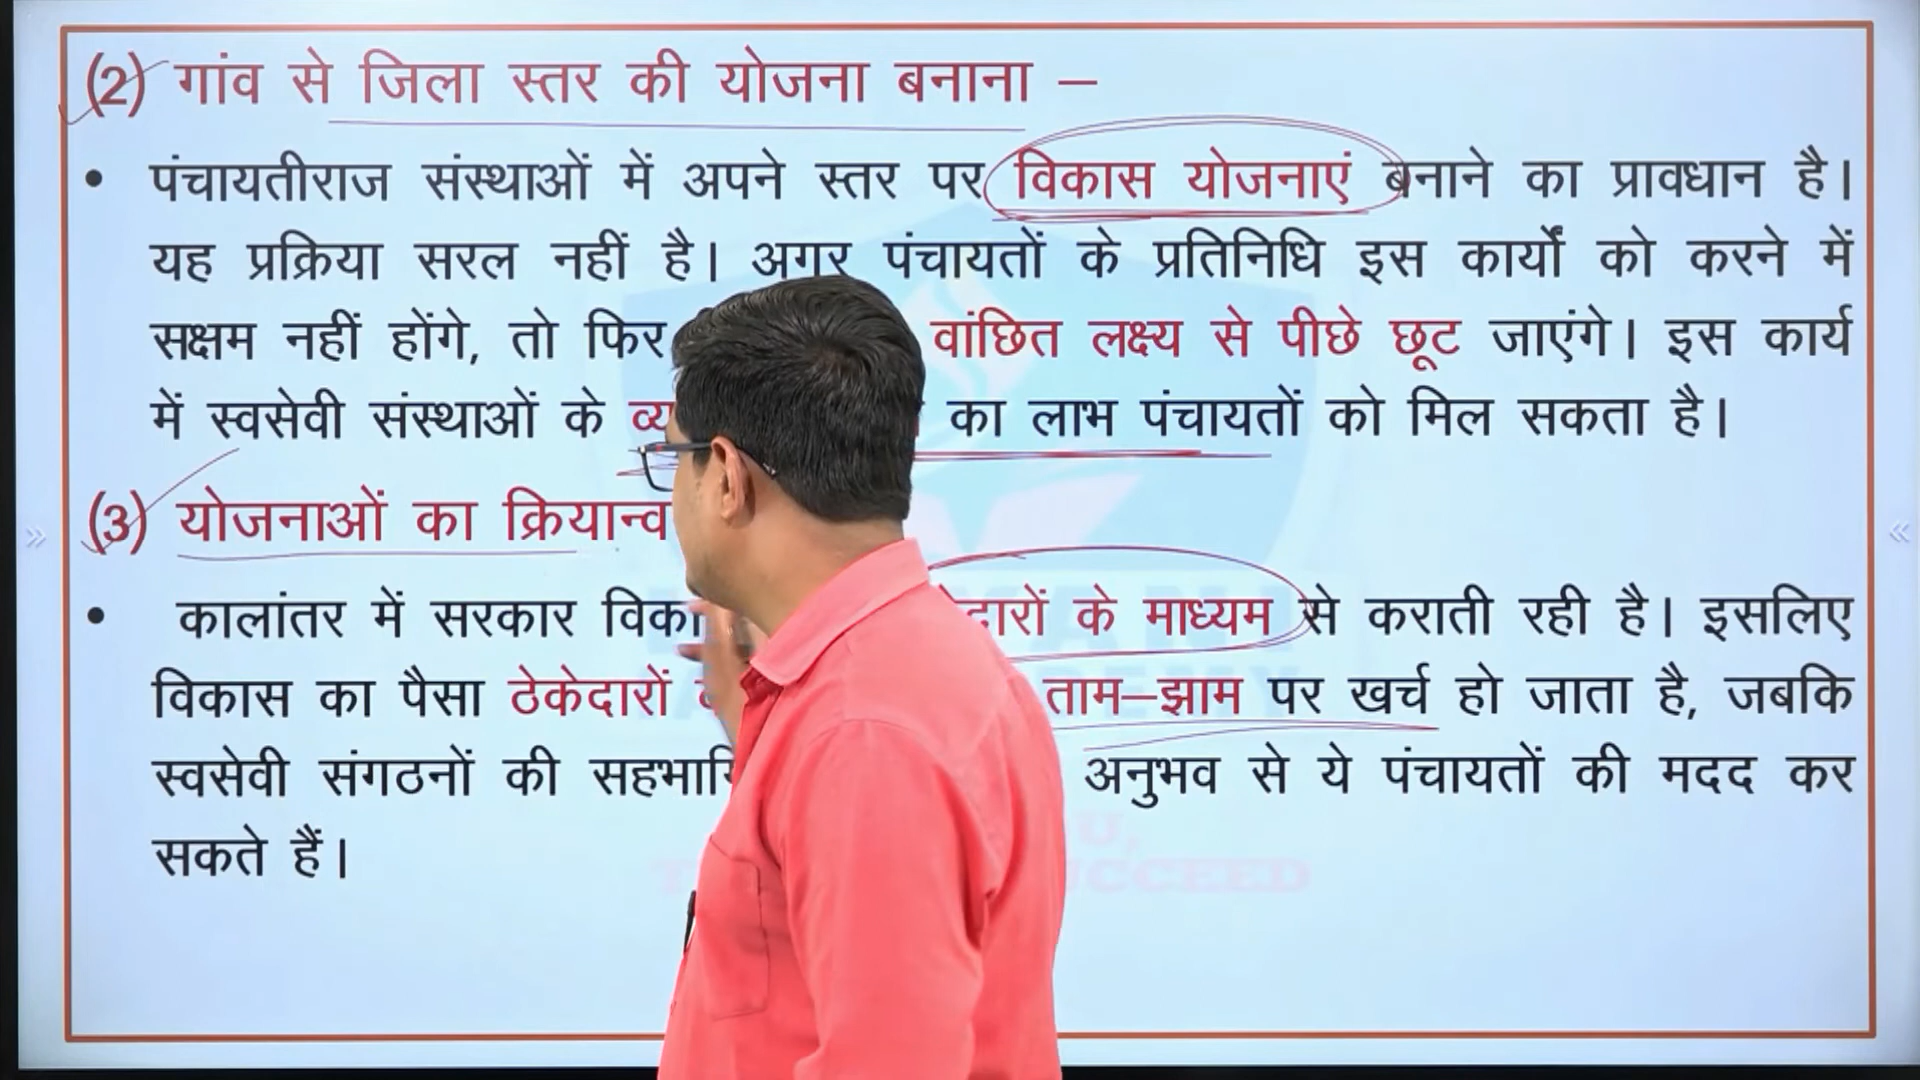 (2) गांव से जिला स्तर की योजना बनाना –
• पंचायतीराज संस्थाओं में अपने स्तर पर विकास योजनाएं बनाने का प्रावधान है।
यह प्रक्रिया सरल नहीं है। अगर पंचायतों के प्रतिनिधि इस कार्यों को करने में
सक्षम नहीं होंगे, तो फिर वांछित लक्ष्य से पीछे छूट जाएंगे। इस कार्य
में स्वसेवी संस्थाओं के का लाभ पंचायतों को मिल सकता है।
(3) योजनाओं का
• कालांतर में सरकार के माध्यम से कराती रही है। इसलिए
विकास का पैसा ठेकेदारों ताम–झाम पर खर्च हो जाता है, जबकि
स्वसेवी संगठनों की अनुभव से ये पंचायतों की मदद कर
सकते हैं।